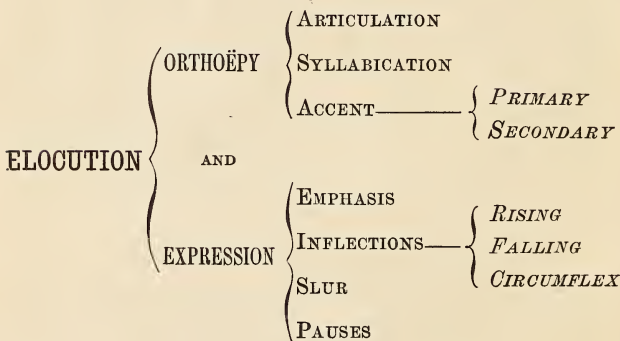 ELOCUTION
ORTHOËPY
ARTICULATION
SYLLABICATION
ACCENT
PRIMARY
SECONDARY
AND
EXPRESSION
EMPHASIS
INFLECTIONS
RISING
FALLING
CIRCUMFLEX
SLUR
PAUSES